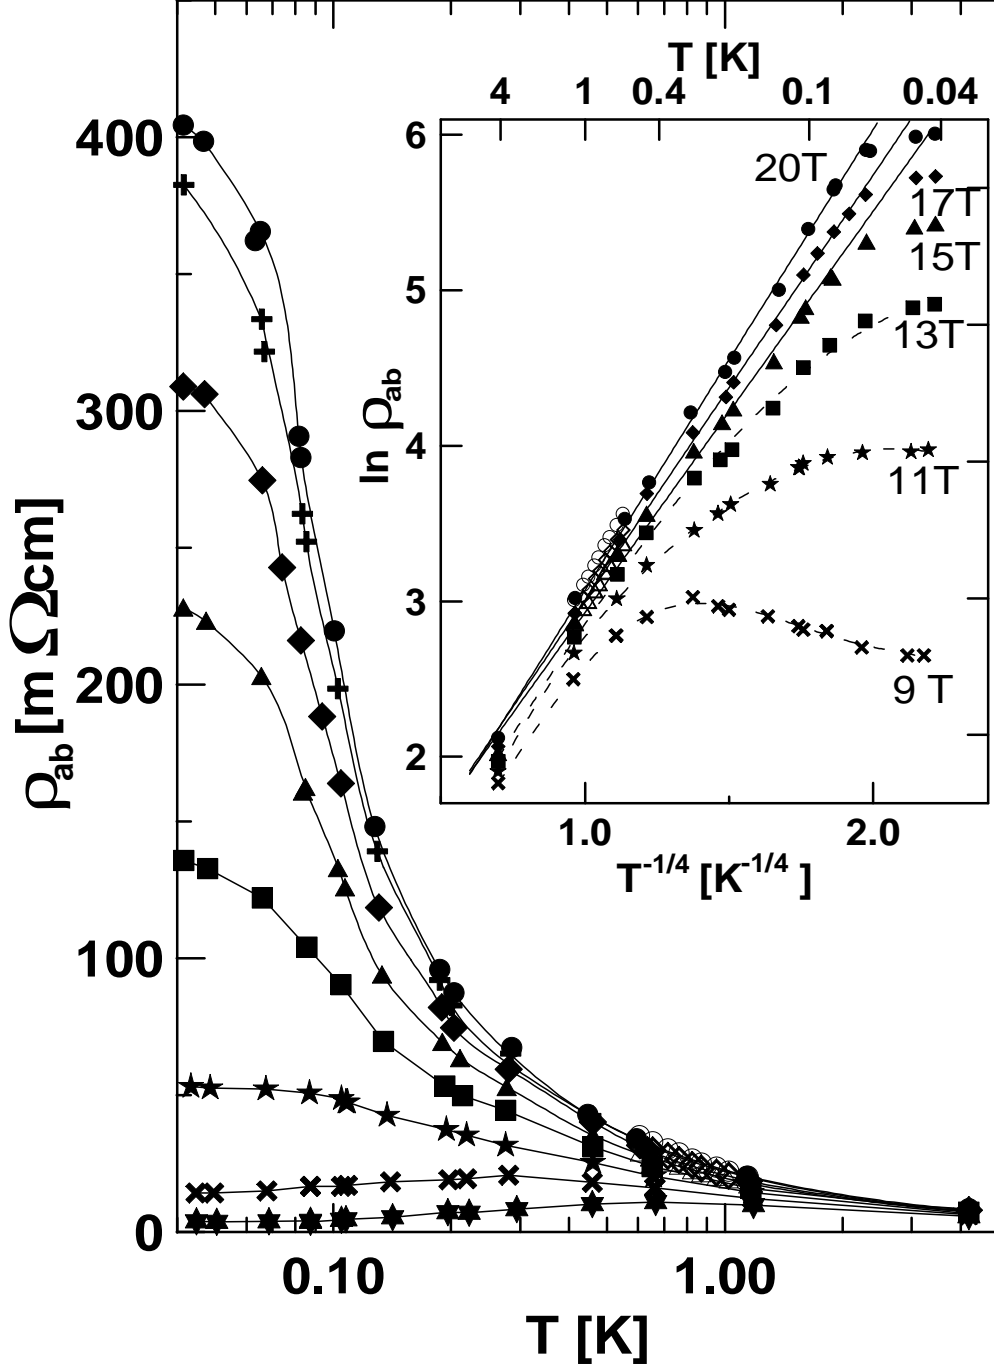 T [K]
4 1 0.4 0.1 0.04
400
300
200
100
0
ρab [m Ωcm]
0.10 1.00
T [K]
6
5
4
3
2
ln ρab
20T
17T
15T
13T
11T
9 T
1.0 2.0
T-1/4 [K-1/4 ]